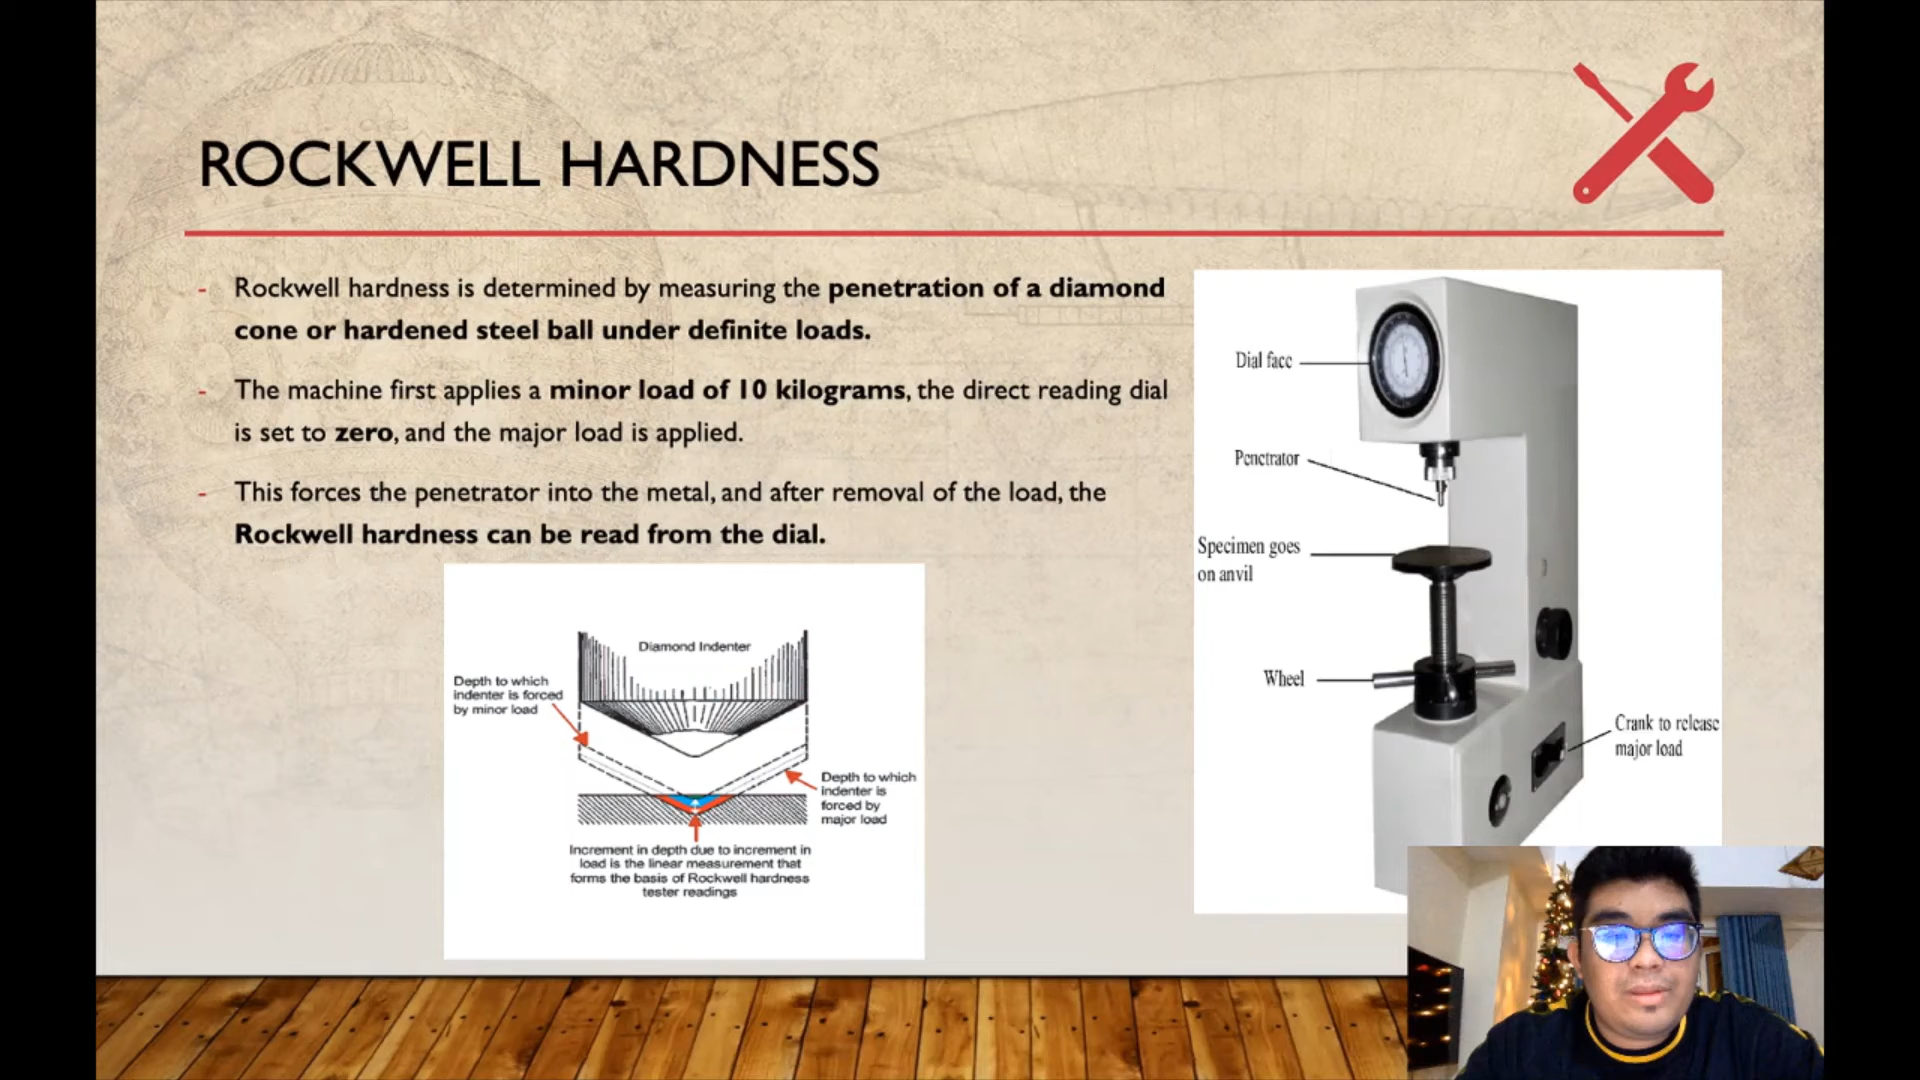 ROCKWELL HARDNESS
- Rockwell hardness is determined by measuring the penetration of a diamond
cone or hardened steel ball under definite loads.
- The machine first applies a minor load of 10 kilograms, the direct reading dial
is set to zero, and the major load is applied.
- This forces the penetrator into the metal, and after removal of the load, the
Rockwell hardness can be read from the dial.
Diamond Indenter
Depth to which
indenter is forced
by minor load
Depth to which
indenter is
forced by
major load
Increment in depth due to increment in
load is the linear measurement that
forms the basis of Rockwell hardness
tester readings
Dial face
Penetrator
Specimen goes
on anvil
Wheel
Crank to release
major load